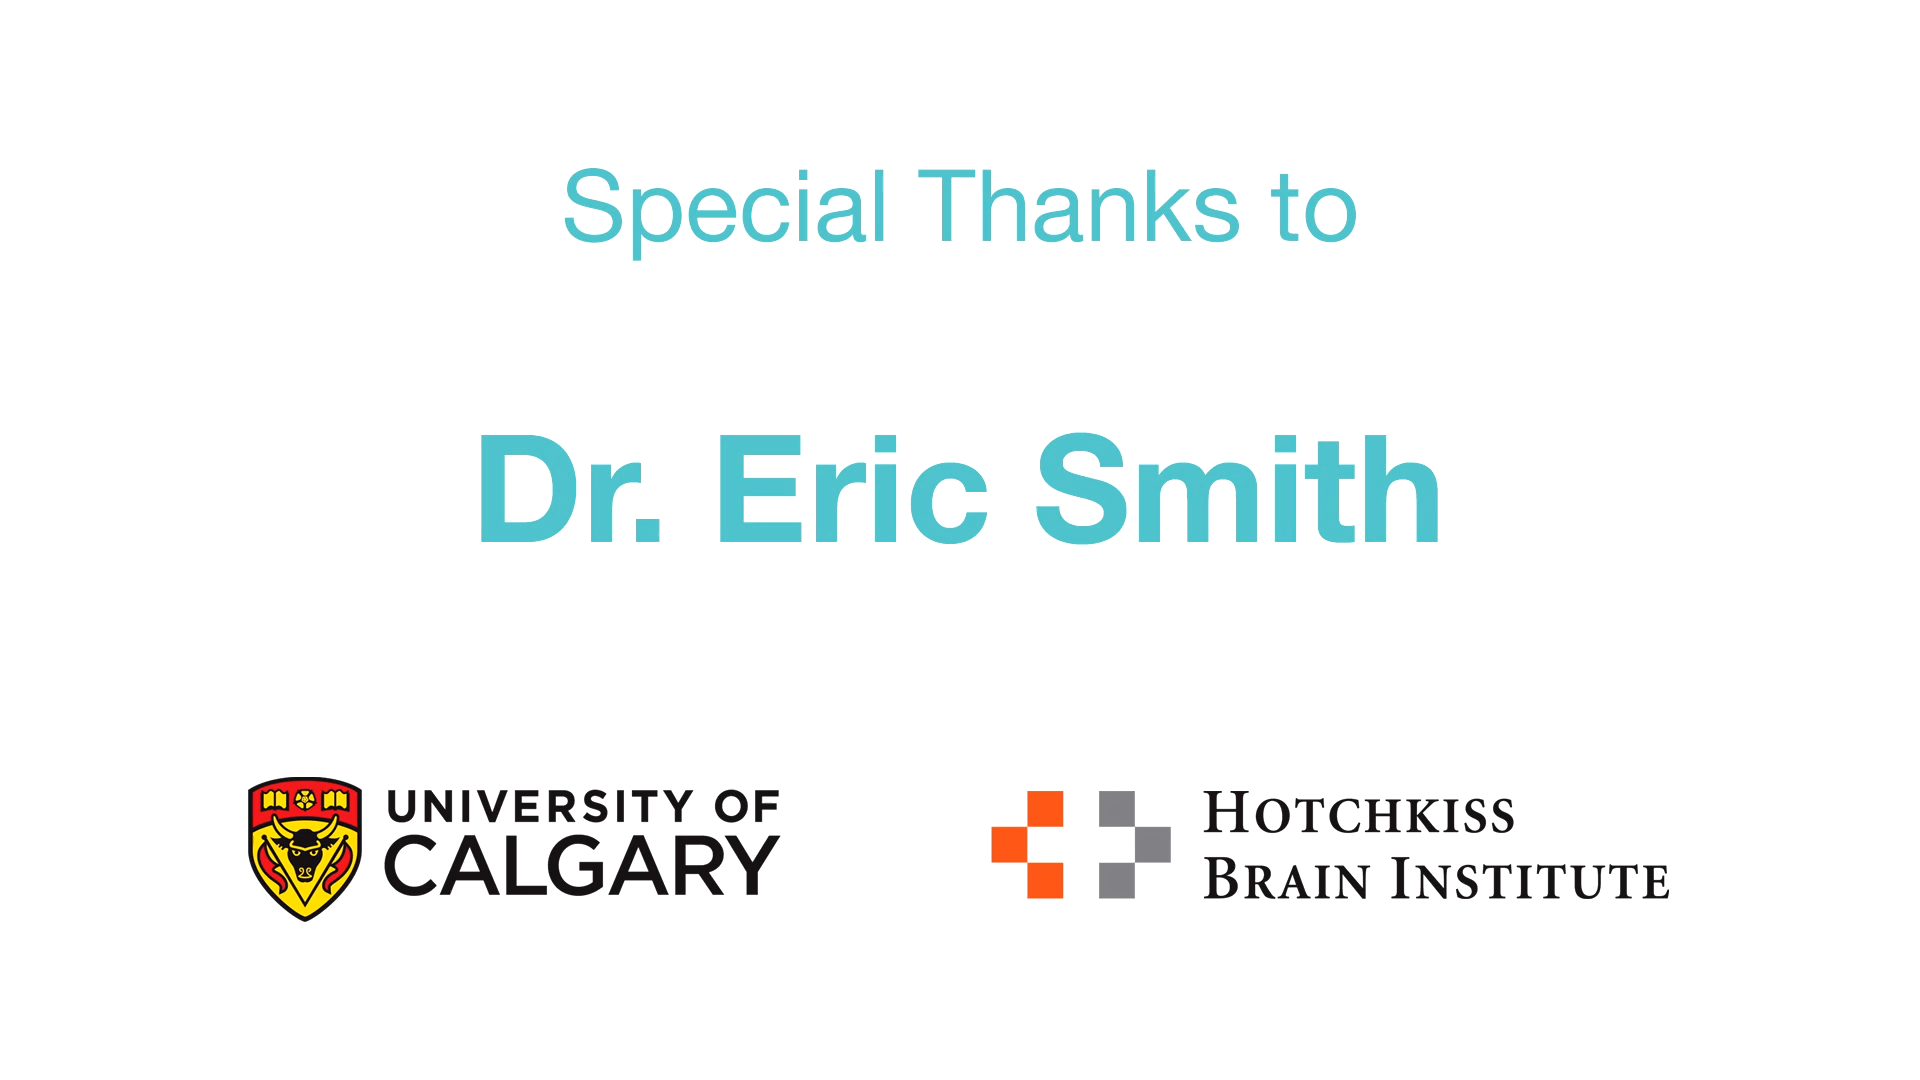 Special Thanks to
Dr. Eric Smith
UNIVERSITY OF
CALGARY
HOTCHKISS
BRAIN INSTITUTE